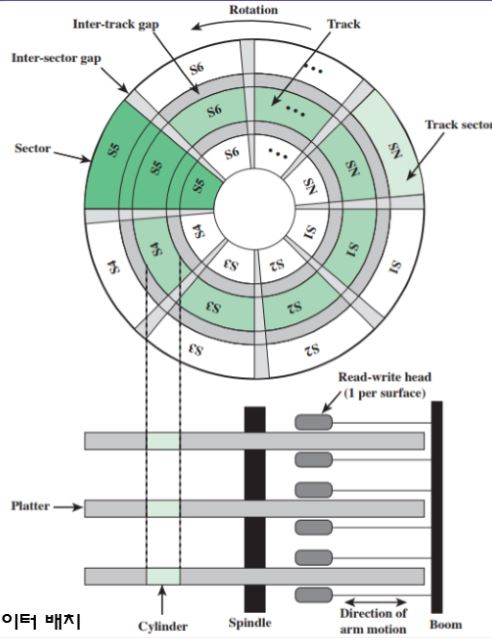 Rotation
Inter-track gap
Track
Inter-sector gap
S6
•••
Sector
S6
•••
Track sector
S5
S5
S5
S6
•••
SN
SN
SN
S4
S4
S4
S3
S2
S1
S1
S1
S3
S2
S3
S2
Read-write head
(1 per surface)
Platter
이터 배치
Cylinder
Spindle
Direction of
arm motion
Boom